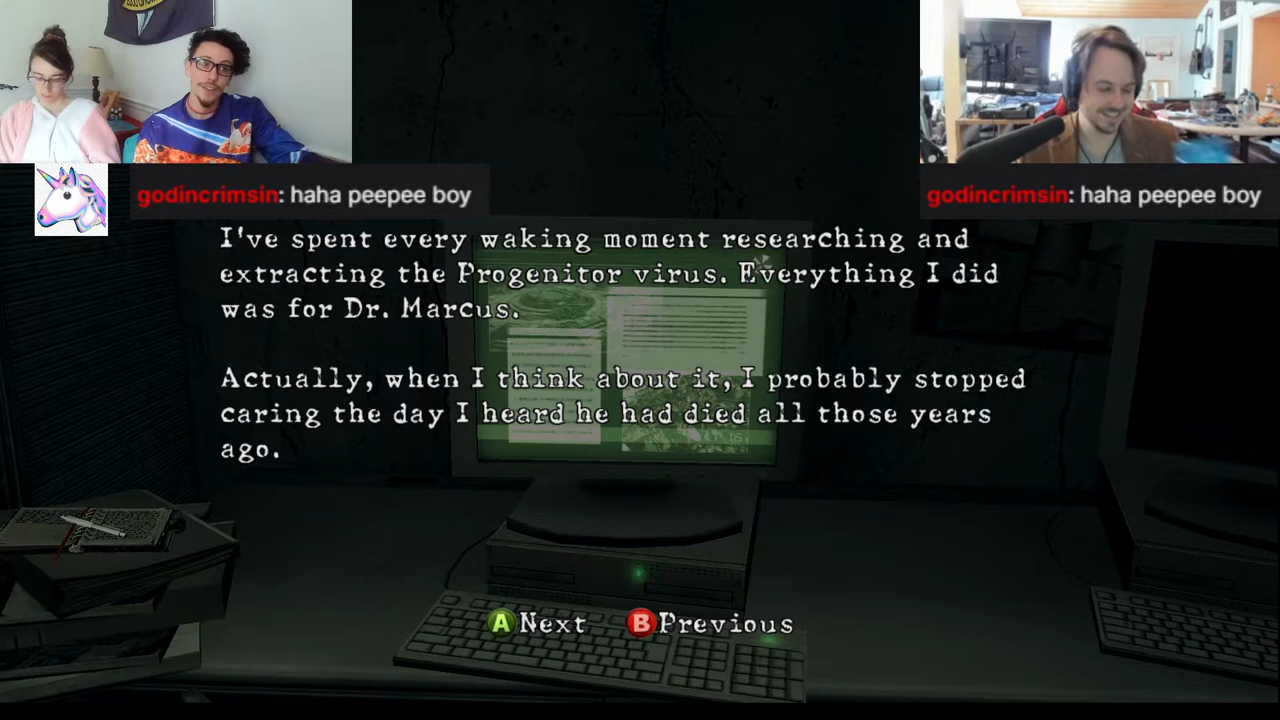 godincrimsin: haha peepee boy
godincrimsin: haha peepee boy
I've spent every waking moment researching and
extracting the Progenitor virus. Everything I did
was for Dr. Marcus.
Actually, when I think about it, I probably stopped
caring the day I heard he had died all those years
ago.
A Next
B Previous